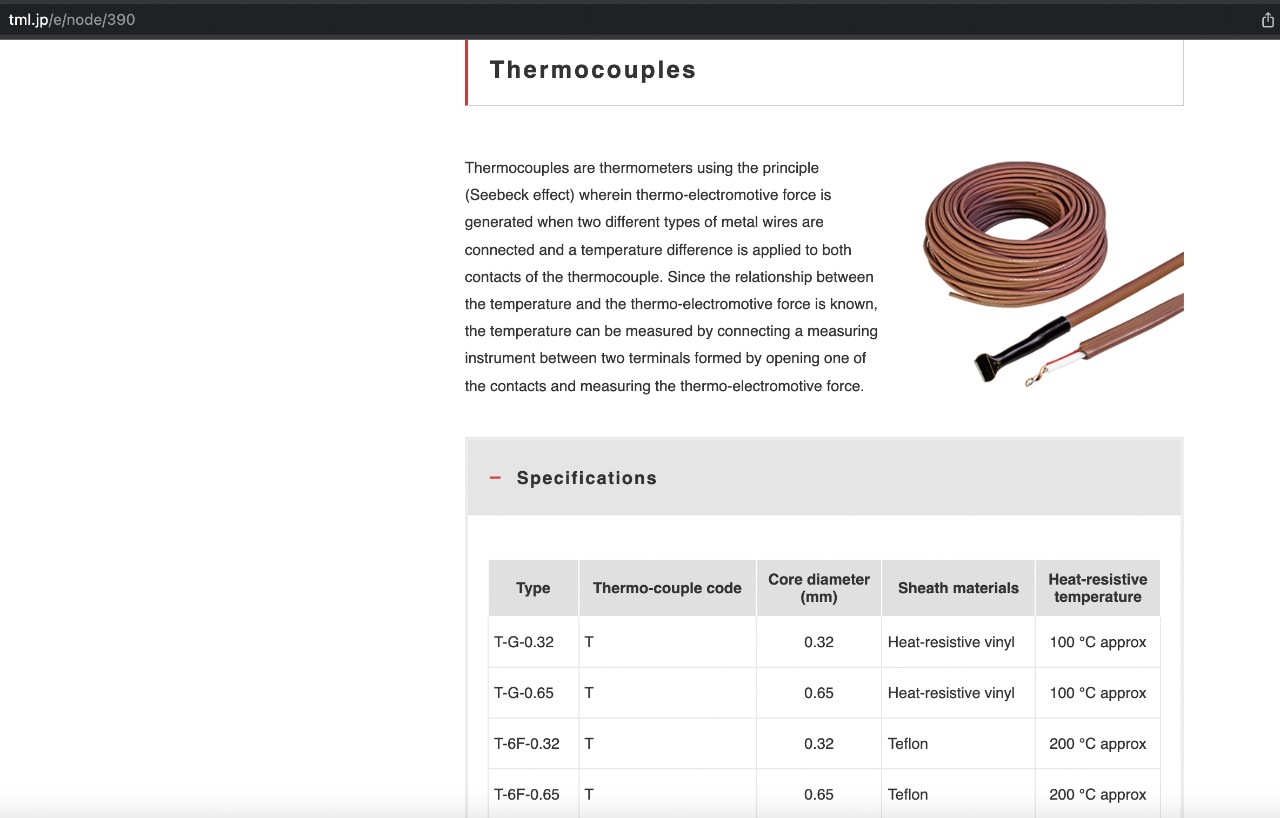 tml.jp/e/node/390
Thermocouples
Thermocouples are thermometers using the principle
(Seebeck effect) wherein thermo-electromotive force is
generated when two different types of metal wires are
connected and a temperature difference is applied to both
contacts of the thermocouple. Since the relationship between
the temperature and the thermo-electromotive force is known,
the temperature can be measured by connecting a measuring
instrument between two terminals formed by opening one of
the contacts and measuring the thermo-electromotive force.
− Specifications
Type Thermo-couple code Core diameter (mm) Sheath materials Heat-resistive temperature
T-G-0.32 T 0.32 Heat-resistive vinyl 100 °C approx
T-G-0.65 T 0.65 Heat-resistive vinyl 100 °C approx
T-6F-0.32 T 0.32 Teflon 200 °C approx
T-6F-0.65 T 0.65 Teflon 200 °C approx